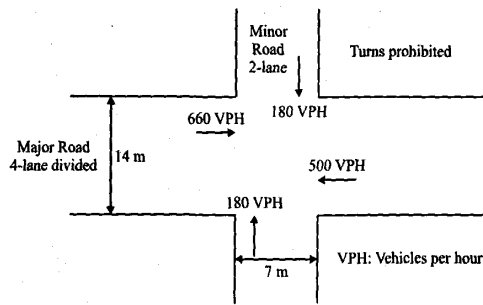 Minor
Road
2-lane
Turns prohibited
660 VPH
180 VPH
Major Road
4-lane divided
14 m
500 VPH
180 VPH
7 m
VPH: Vehicles per hour